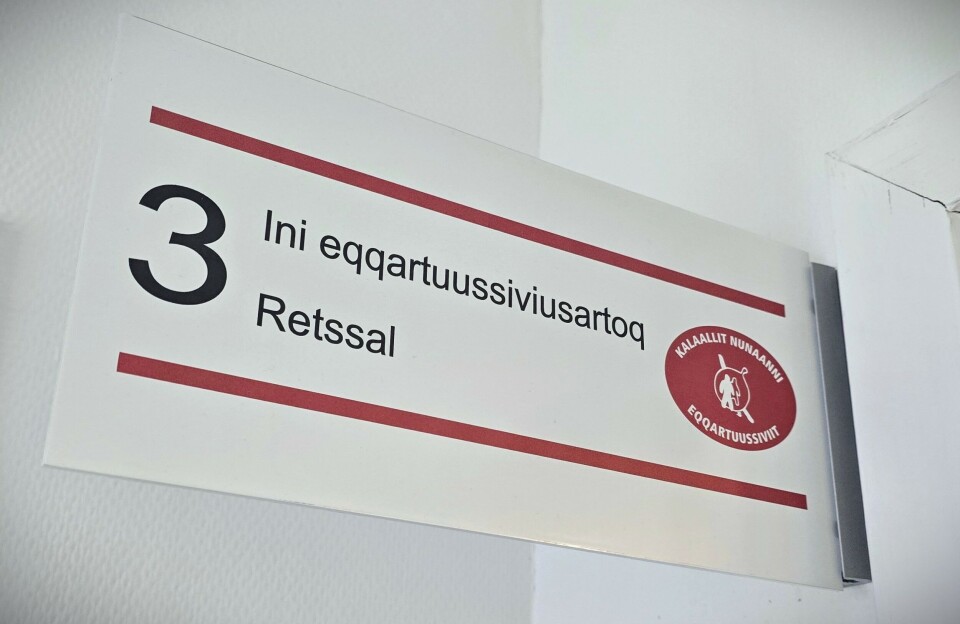 3
Ini eqqartuussiviusartoq
Retssal
KALAALLIT NUNAANNI
EQQARTUUSSIVIIT